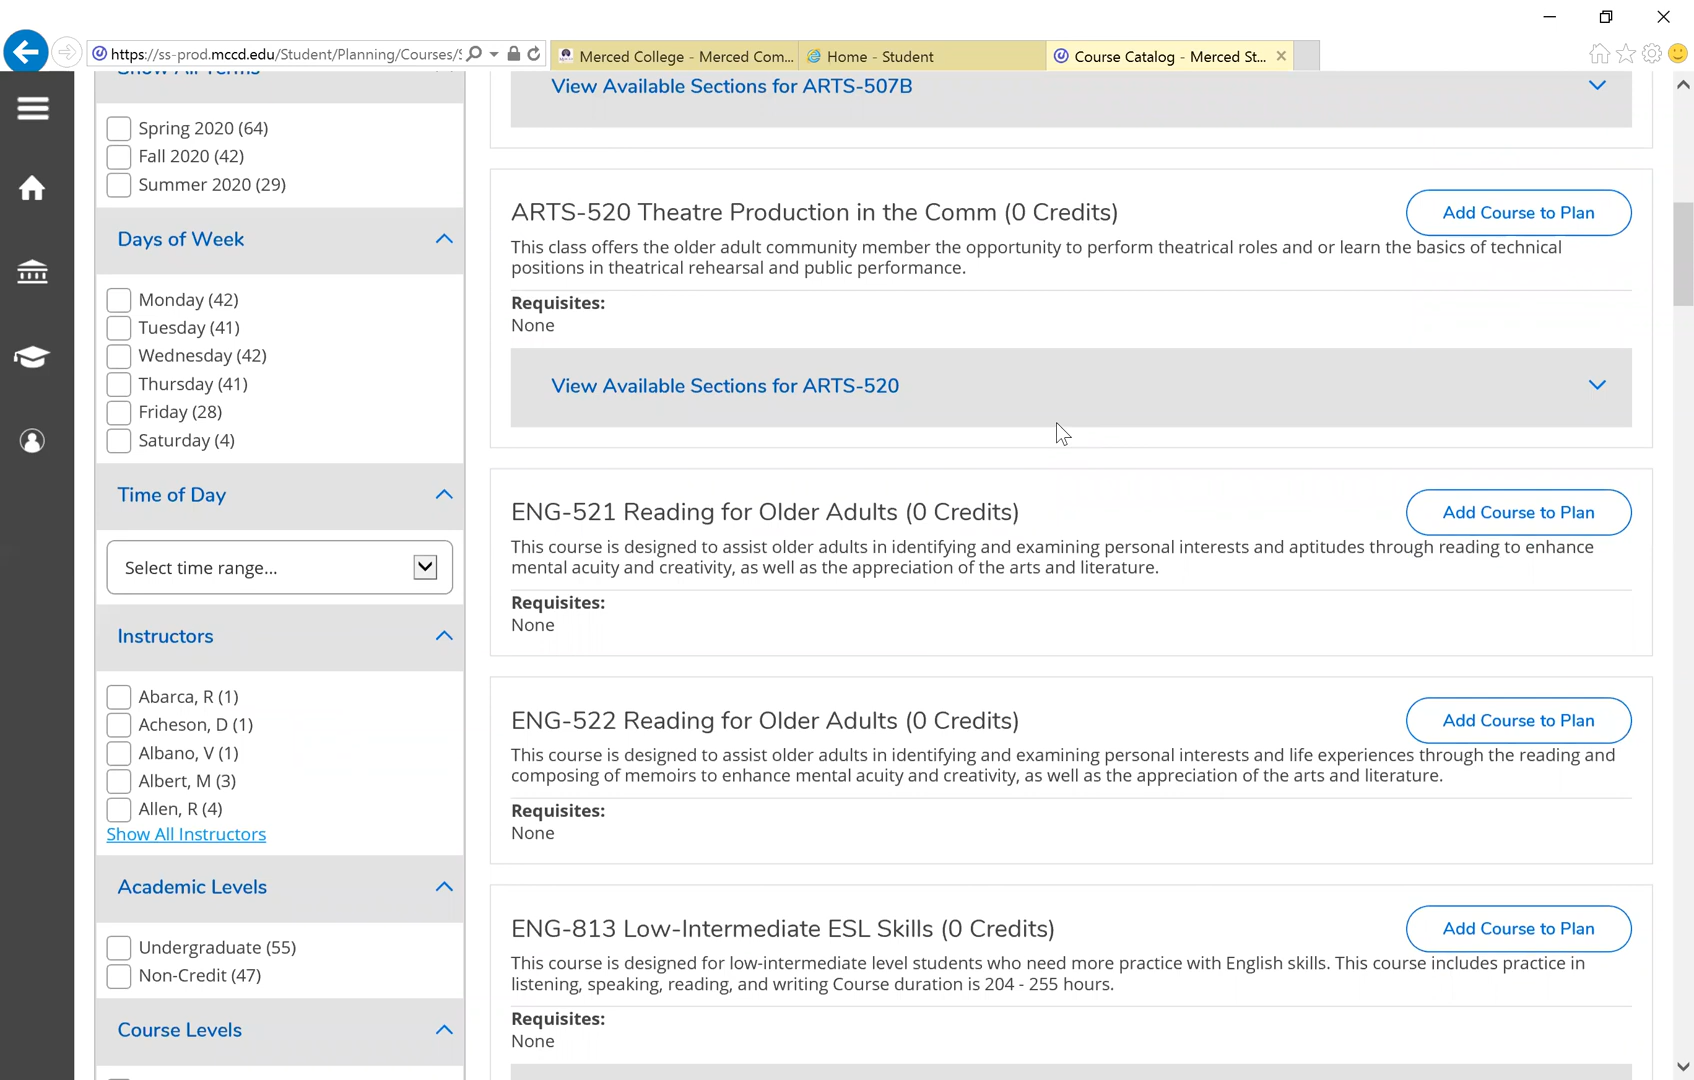 https://ss-prod.mccd.edu/Student/Planning/Courses/S
Merced College - Merced Com...
Home - Student
Course Catalog - Merced St...
Show All Terms
Spring 2020 (64)
Fall 2020 (42)
Summer 2020 (29)
Days of Week
Monday (42)
Tuesday (41)
Wednesday (42)
Thursday (41)
Friday (28)
Saturday (4)
Time of Day
Select time range...
Instructors
Abarca, R (1)
Acheson, D (1)
Albano, V (1)
Albert, M (3)
Allen, R (4)
Show All Instructors
Academic Levels
Undergraduate (55)
Non-Credit (47)
Course Levels
View Available Sections for ARTS-507B
ARTS-520 Theatre Production in the Comm (0 Credits)
Add Course to Plan
This class offers the older adult community member the opportunity to perform theatrical roles and or learn the basics of technical
positions in theatrical rehearsal and public performance.
Requisites:
None
View Available Sections for ARTS-520
ENG-521 Reading for Older Adults (0 Credits)
Add Course to Plan
This course is designed to assist older adults in identifying and examining personal interests and aptitudes through reading to enhance
mental acuity and creativity, as well as the appreciation of the arts and literature.
Requisites:
None
ENG-522 Reading for Older Adults (0 Credits)
Add Course to Plan
This course is designed to assist older adults in identifying and examining personal interests and life experiences through the reading and
composing of memoirs to enhance mental acuity and creativity, as well as the appreciation of the arts and literature.
Requisites:
None
ENG-813 Low-Intermediate ESL Skills (0 Credits)
Add Course to Plan
This course is designed for low-intermediate level students who need more practice with English skills. This course includes practice in
listening, speaking, reading, and writing Course duration is 204 - 255 hours.
Requisites:
None